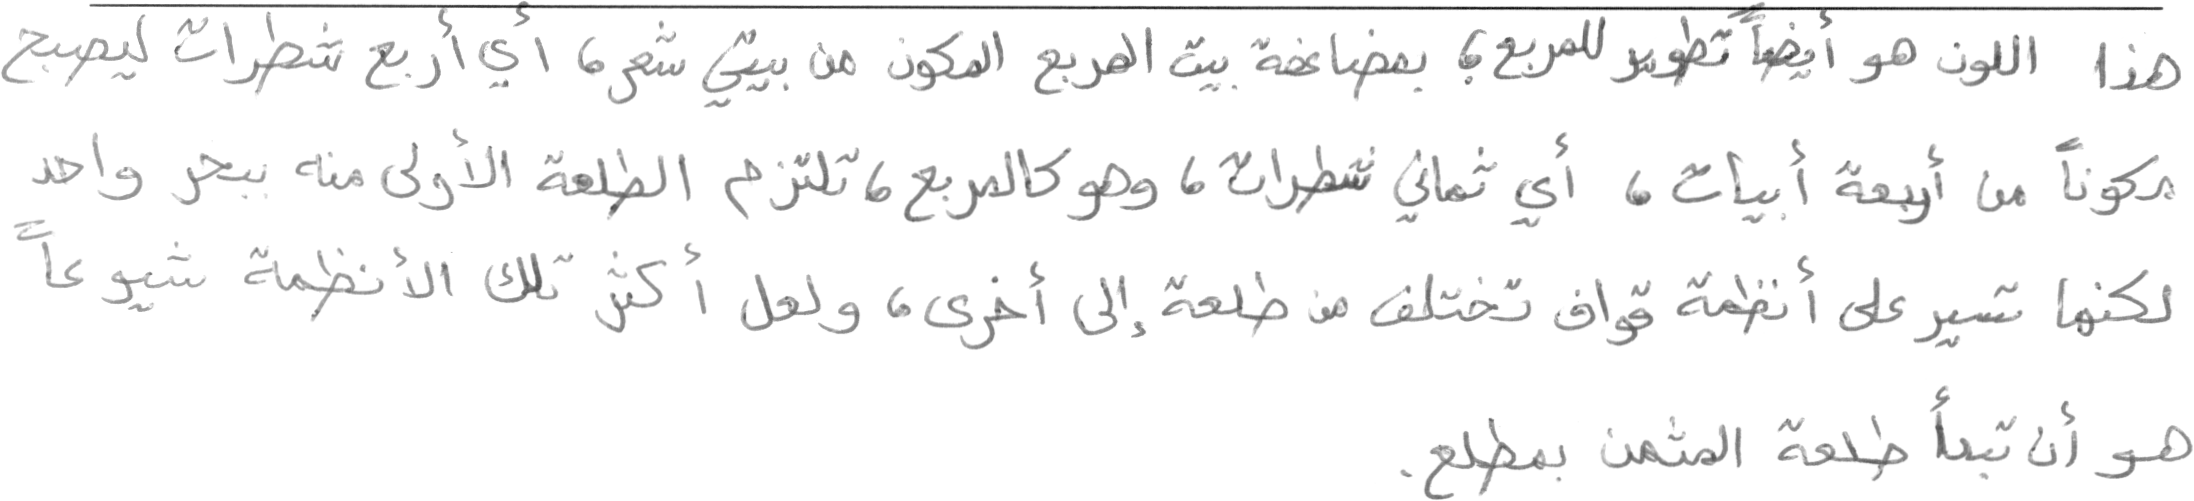 هذا اللون هو أيضاً تطوير للمربع؛ بمضاعفة بيت المربع المكون من بيتي شعر، أي أربع شطرات ليصبح
مكوناً من أربعة أبيات، أي ثماني شطرات، وهو كالمربع، تلتزم الطلعة الأولى منه ببحر واحد
لكنها تسير على أنظمة قواف تختلف من طلعة إلى أخرى، ولعل أكثر تلك الأنظمة شيوعاً
هو أن تبدأ طلعة المثمن بمطلع.